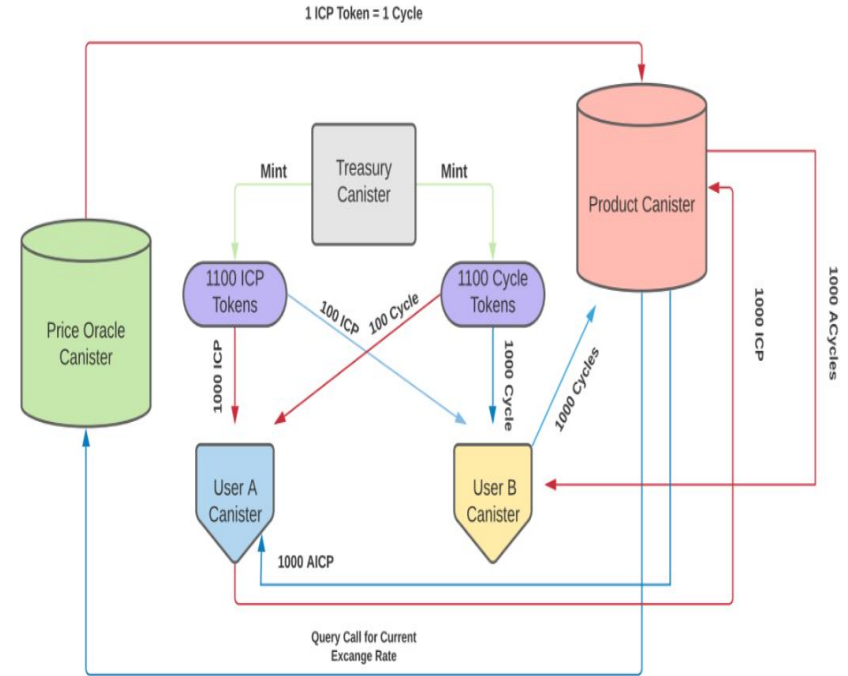 1 ICP Token = 1 Cycle
Mint
Treasury
Canister
Mint
Product Canister
1100 ICP
Tokens
1100 Cycle
Tokens
Price Oracle
Canister
100 ICP
100 Cycle
1000 ICP
1000 Cycle
1000 Cycles
1000 ICP
1000 ACycles
User A
Canister
User B
Canister
1000 AICP
Query Call for Current
Excange Rate